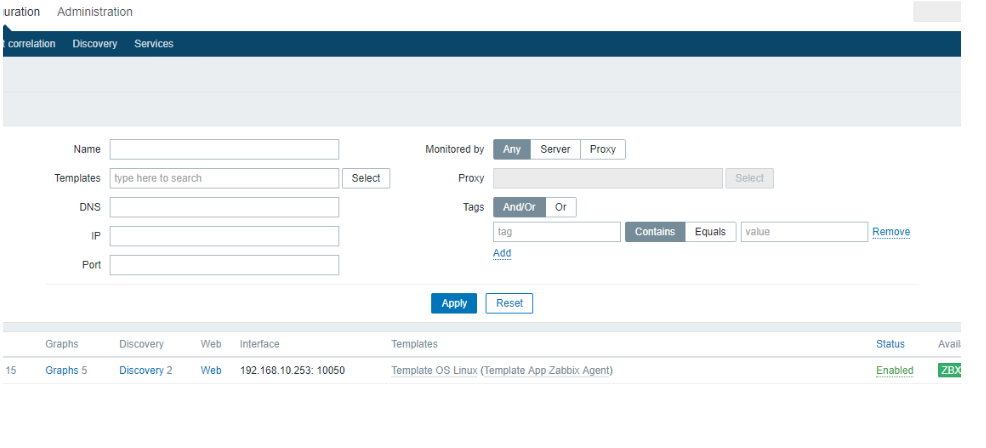 uration Administration
t correlation Discovery Services
Name
Monitored by Any Server Proxy
Templates type here to search Select
Proxy Select
DNS
Tags And/Or Or
IP
tag Contains Equals value Remove
Add
Port
Apply Reset
Graphs Discovery Web Interface Templates Status Avail
15 Graphs 5 Discovery 2 Web 192.168.10.253: 10050 Template OS Linux (Template App Zabbix Agent) Enabled ZBX